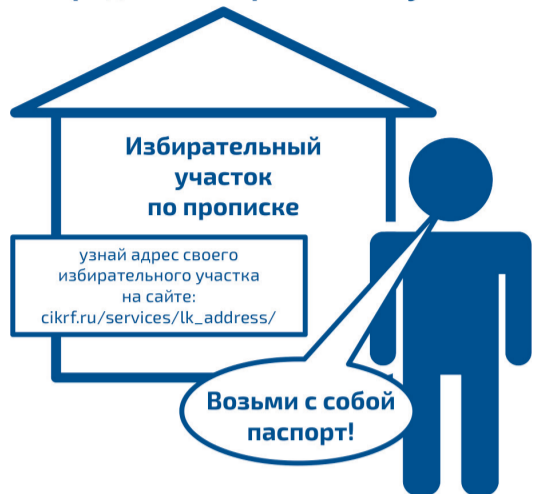 Избирательный
участок
по прописке
узнай адрес своего
избирательного участка
на сайте:
cikrf.ru/services/lk_address/
Возьми с собой
паспорт!